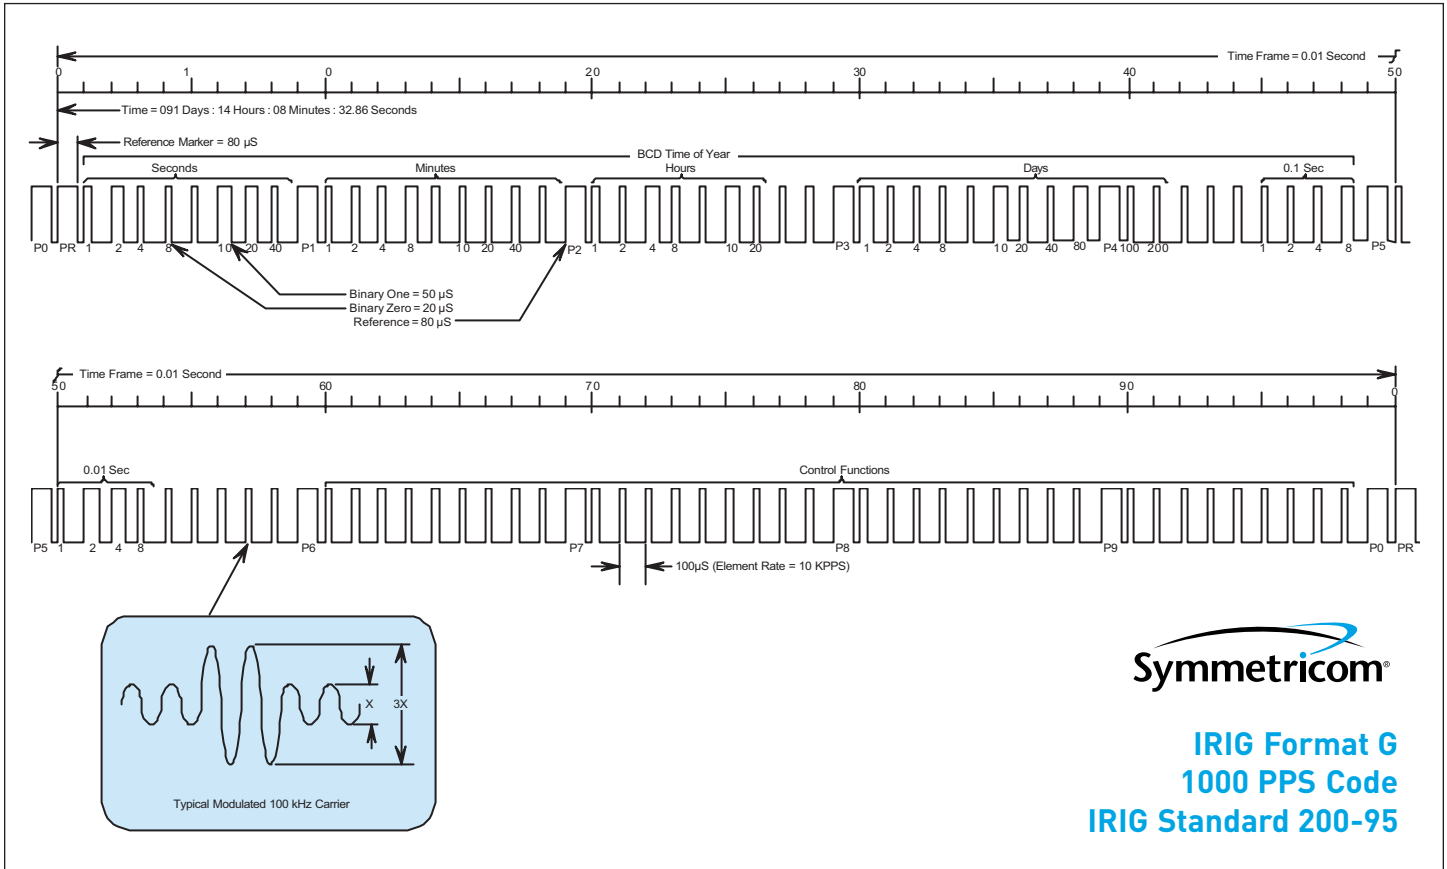 Time Frame = 0.01 Second
0 1 0 20 30 40 50
Time = 091 Days : 14 Hours : 08 Minutes : 32.86 Seconds
Reference Marker = 80 µS
BCD Time of Year
Seconds Minutes Hours Days 0.1 Sec
P0 PR 1 2 4 8 10 20 40 P1 1 2 4 8 10 20 40 P2 1 2 4 8 10 20 P3 1 2 4 8 10 20 40 80 P4 100 200 1 2 4 8 P5
Binary One = 50 µS
Binary Zero = 20 µS
Reference = 80 µS
Time Frame = 0.01 Second
50 60 70 80 90 0
0.01 Sec Control Functions
P5 1 2 4 8 P6 P7 P8 P9 P0 PR
100µS (Element Rate = 10 KPPS)
X 3X
Typical Modulated 100 kHz Carrier
Symmetricom®
IRIG Format G
1000 PPS Code
IRIG Standard 200-95